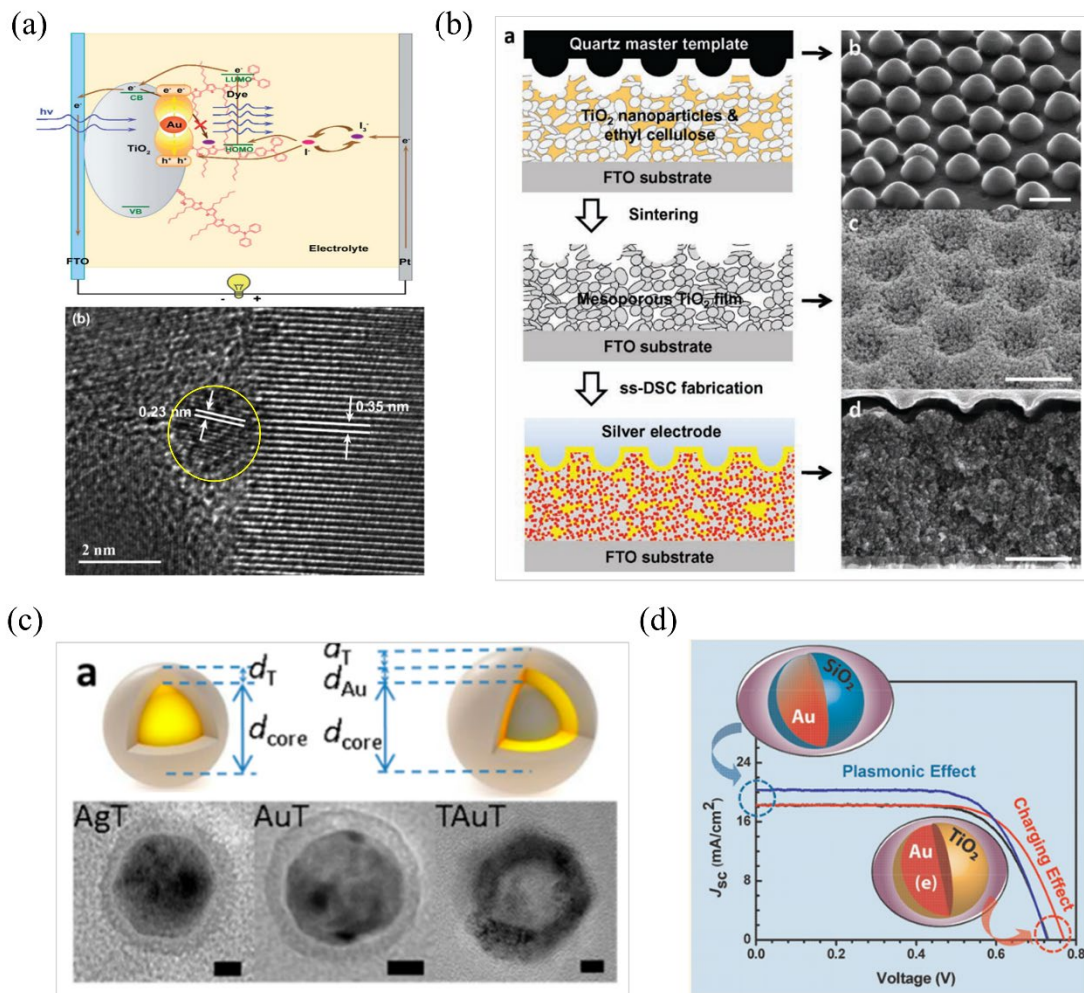 (a)
e⁻
LUMO
Dye
e⁻
CB
e⁻ e⁻
e⁻
hν
Au
TiO₂
h⁺ h⁺
HOMO
I₃⁻
I⁻
e⁻
VB
Electrolyte
FTO
Pt
- +
(b)
0.23 nm
0.35 nm
2 nm
(b)
a
Quartz master template
TiO₂ nanoparticles &
ethyl cellulose
FTO substrate
Sintering
Mesoporous TiO₂ film
FTO substrate
ss-DSC fabrication
Silver electrode
FTO substrate
b
c
d
(c)
a
d_T
d_core
d_T
d_Au
d_core
AgT
AuT
TAuT
(d)
SiO₂
Au
Plasmonic Effect
Charging Effect
TiO₂
Au
(e)
J_SC (mA/cm²)
24
16
8
0
0.0 0.2 0.4 0.6 0.8
Voltage (V)